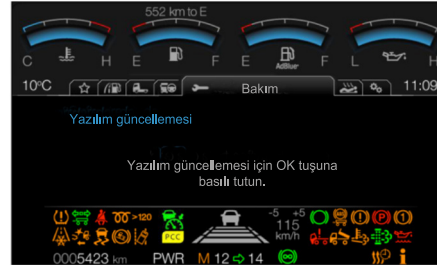 552 km to E
C H E F E F L H
AdBlue
10°C Bakım 11:09
Yazılım güncellemesi
Yazılım güncellemesi için OK tuşuna
basılı tutun.
>120 -5 +5
PCC 115
km/h
0005423 km PWR M 12 14